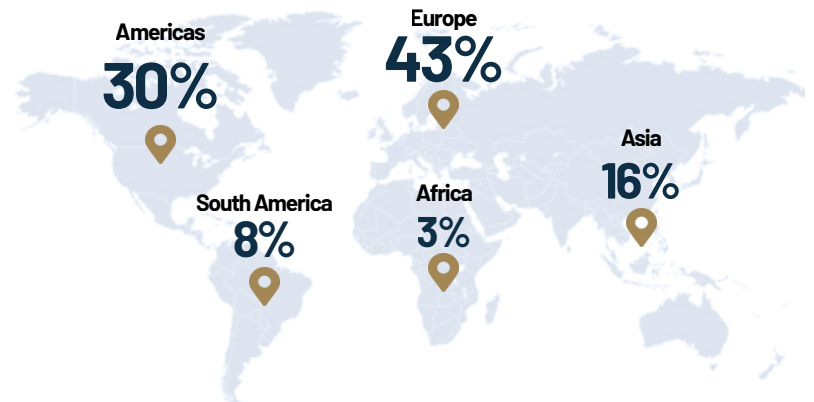 Americas
30%
Europe
43%
Asia
16%
South America
8%
Africa
3%